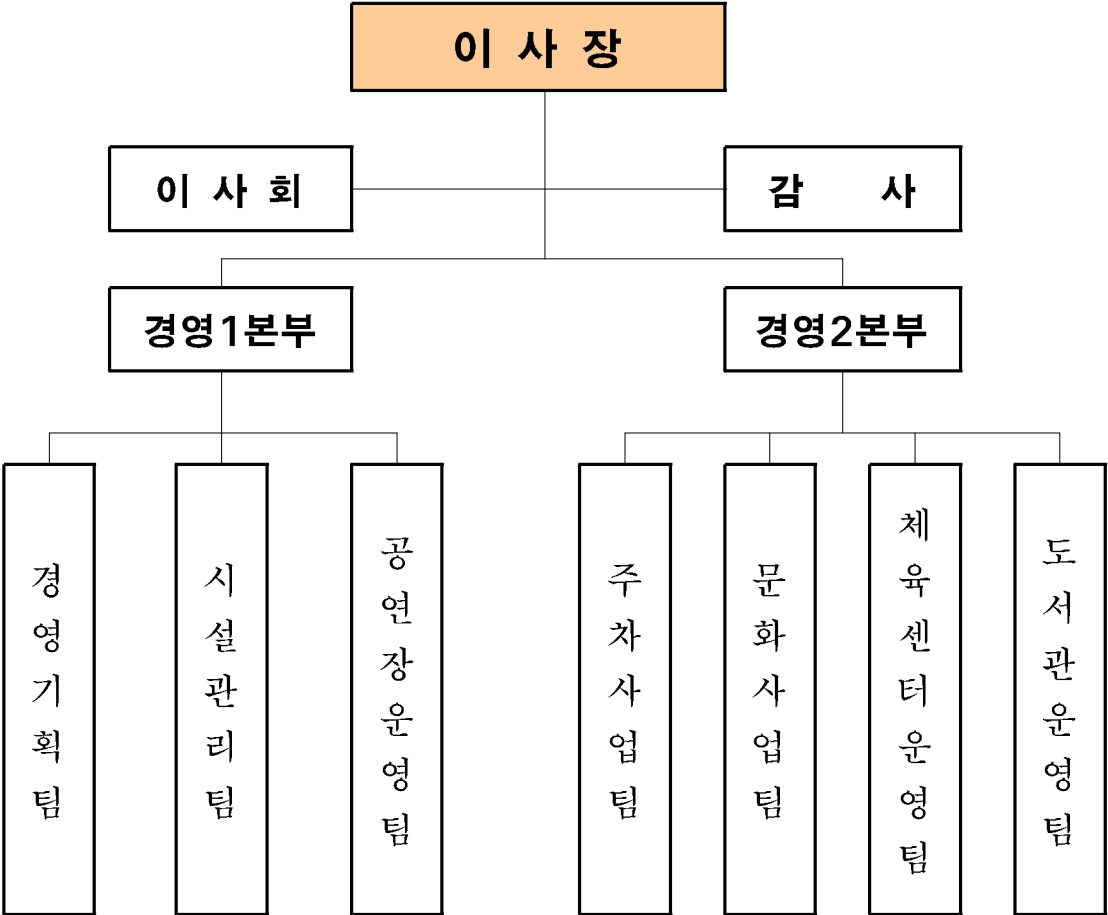 이 사 장
이 사 회
감 사
경영1본부
경영2본부
경영기획팀
시설관리팀
공연장운영팀
주차사업팀
문화사업팀
체육센터운영팀
도서관운영팀